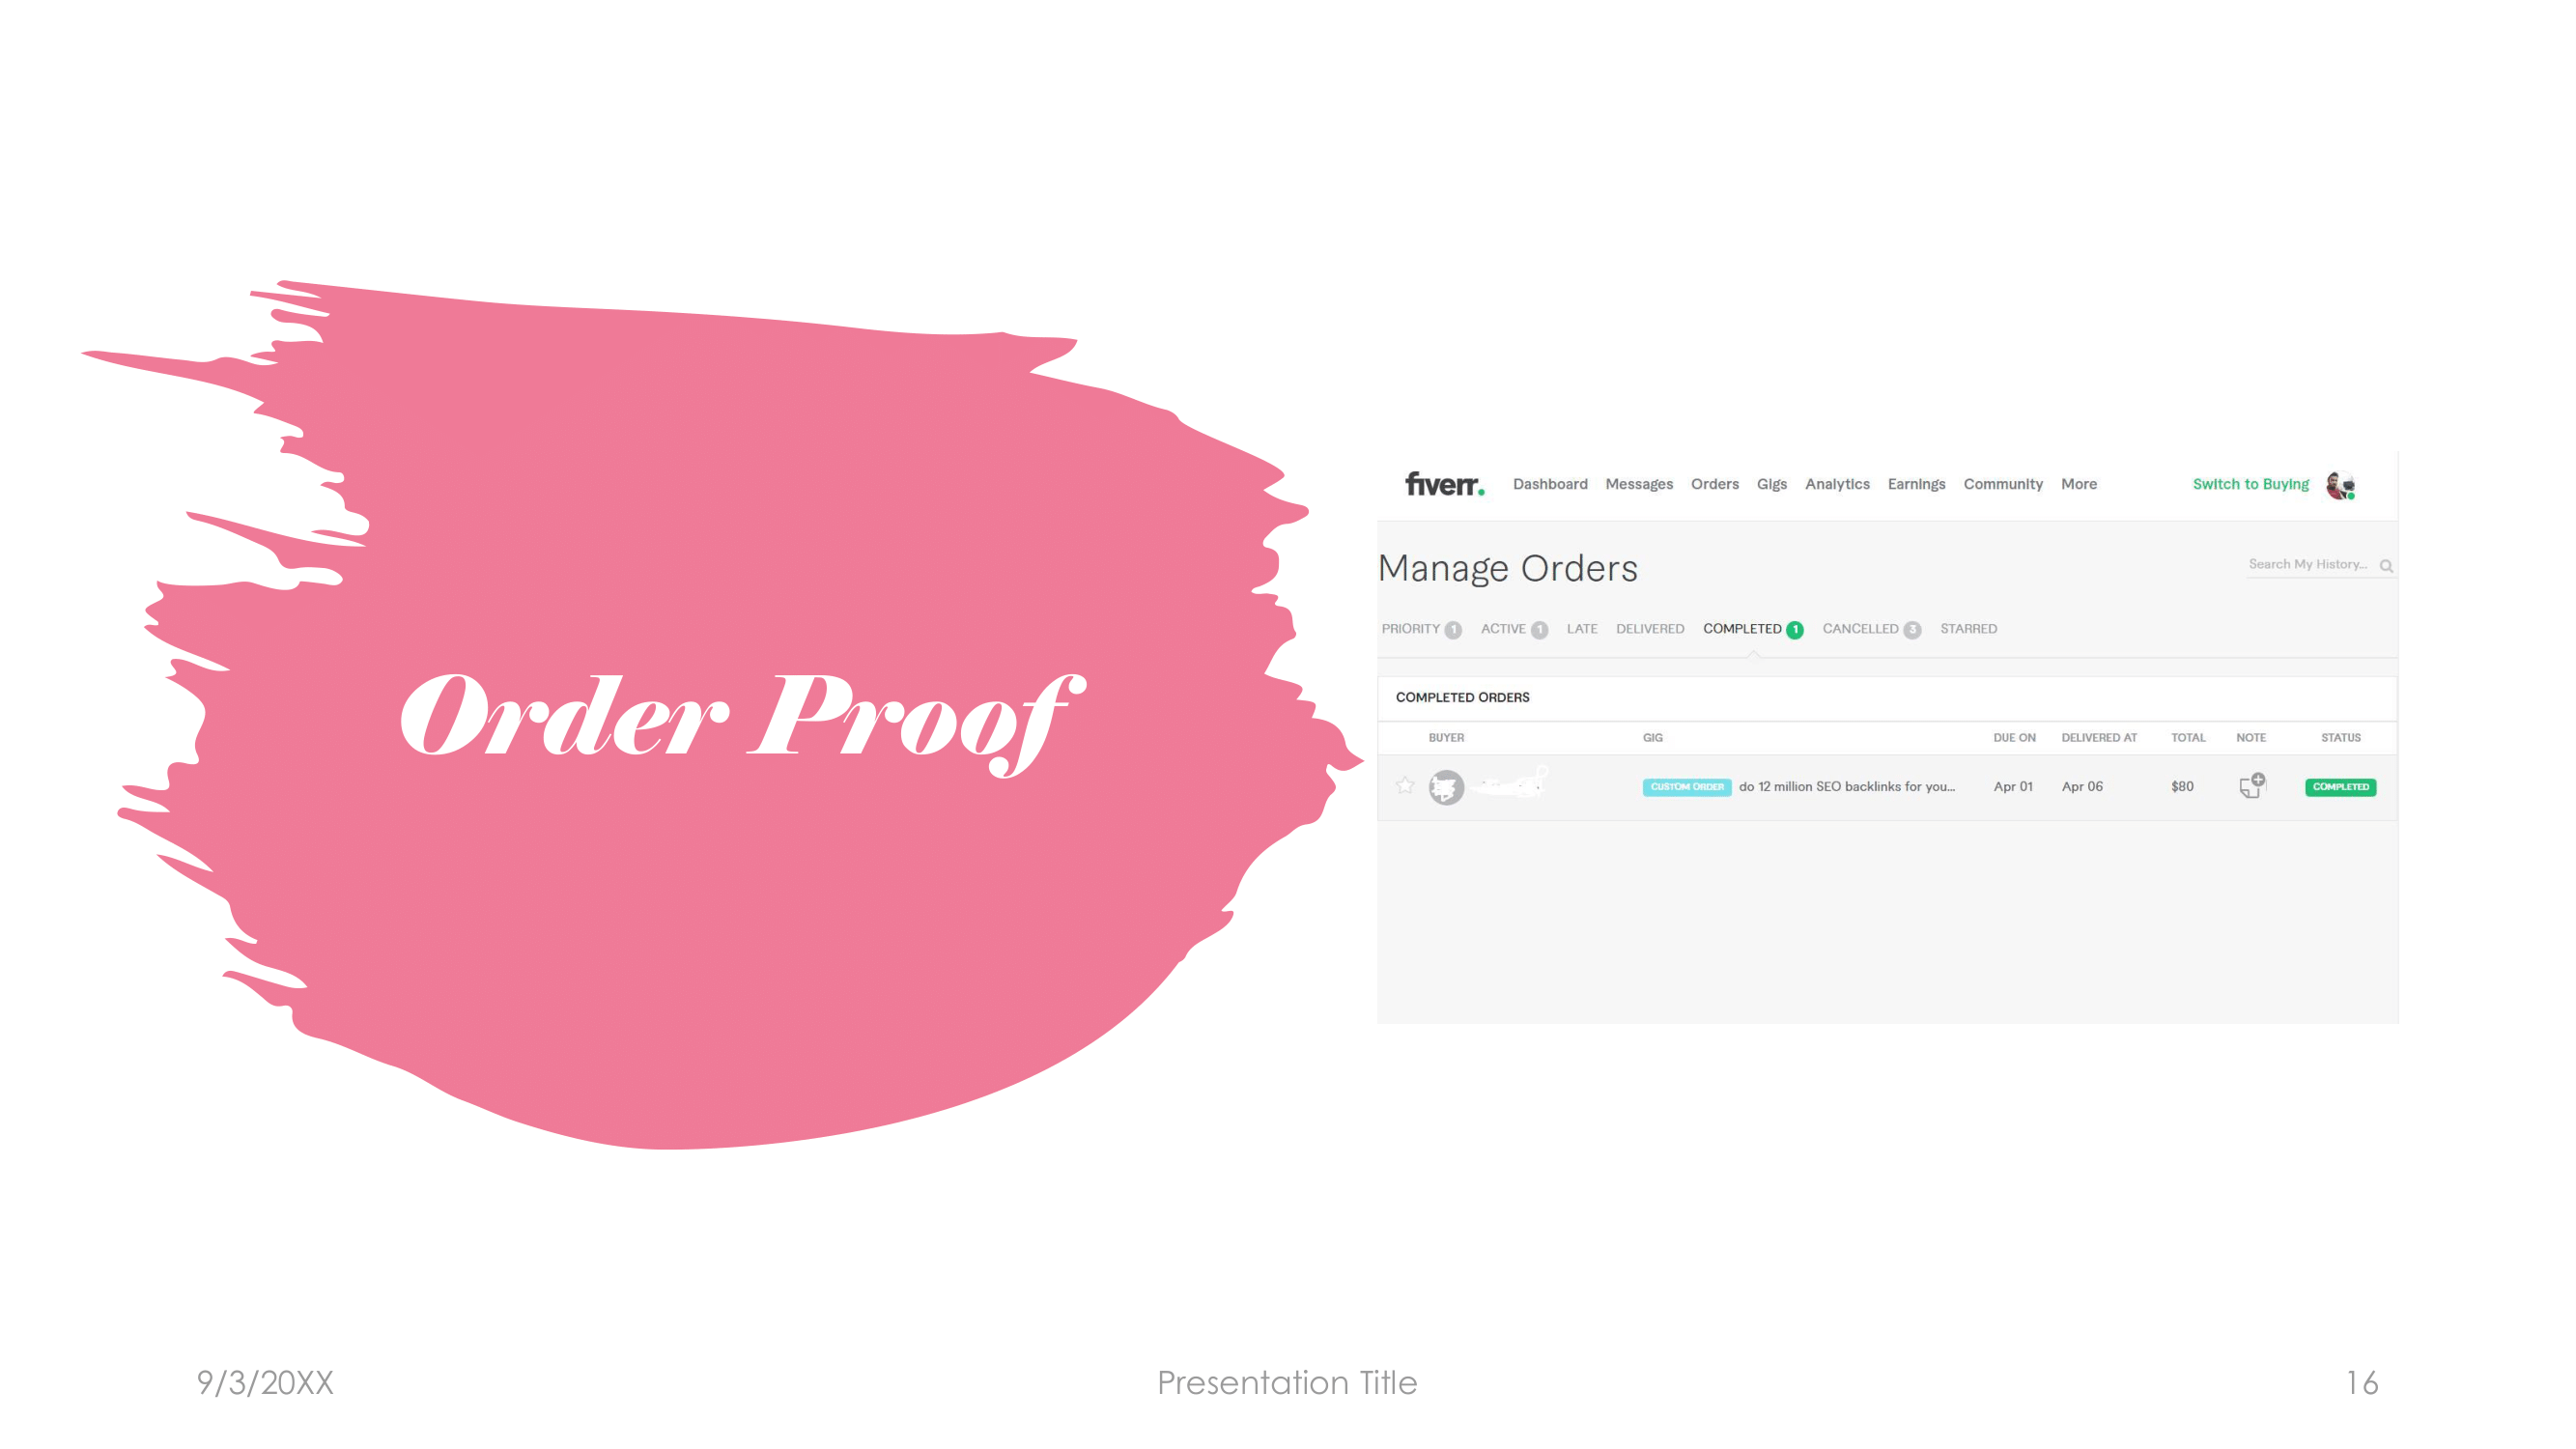 Order Proof
fiverr. Dashboard Messages Orders Gigs Analytics Earnings Community More Switch to Buying
Manage Orders
Search My History...
PRIORITY 1 ACTIVE 1 LATE DELIVERED COMPLETED 1 CANCELLED 3 STARRED
COMPLETED ORDERS
BUYER GIG DUE ON DELIVERED AT TOTAL NOTE STATUS
CUSTOM ORDER do 12 million SEO backlinks for you... Apr 01 Apr 06 $80 COMPLETED
9/3/20XX Presentation Title 16